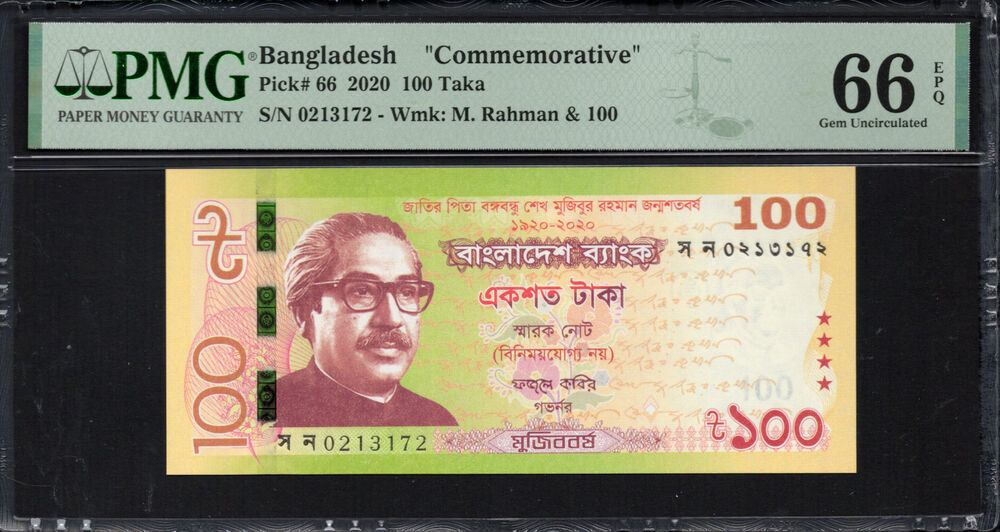 PMG
PAPER MONEY GUARANTY
®Bangladesh "Commemorative"
Pick# 66 2020 100 Taka
S/N 0213172 - Wmk: M. Rahman & 100
66
EPQ
Gem Uncirculated
জাতির পিতা বঙ্গবন্ধু শেখ মুজিবুর রহমান জন্মশতবর্ষ
১৯২০-২০২০
100
৳
বাংলাদেশ ব্যাংক
স ন ০২১৩১৭২
একশত টাকা
স্মারক নোট
(বিনিময়যোগ্য নয়)
ফজলে কবির
গভর্নর
100
100
স ন 0213172
মুজিববর্ষ
৳১০০